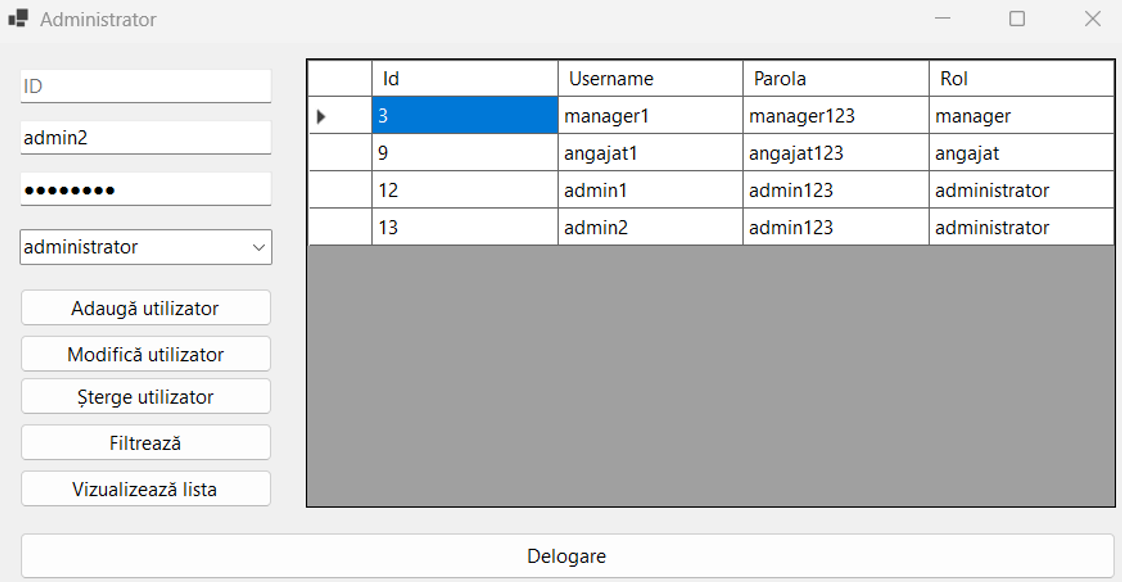 Administrator
ID
admin2
●●●●●●●●
administrator
Adaugă utilizator
Modifică utilizator
Șterge utilizator
Filtrează
Vizualizează lista
Id Username Parola Rol
3 manager1 manager123 manager
9 angajat1 angajat123 angajat
12 admin1 admin123 administrator
13 admin2 admin123 administrator
Delogare